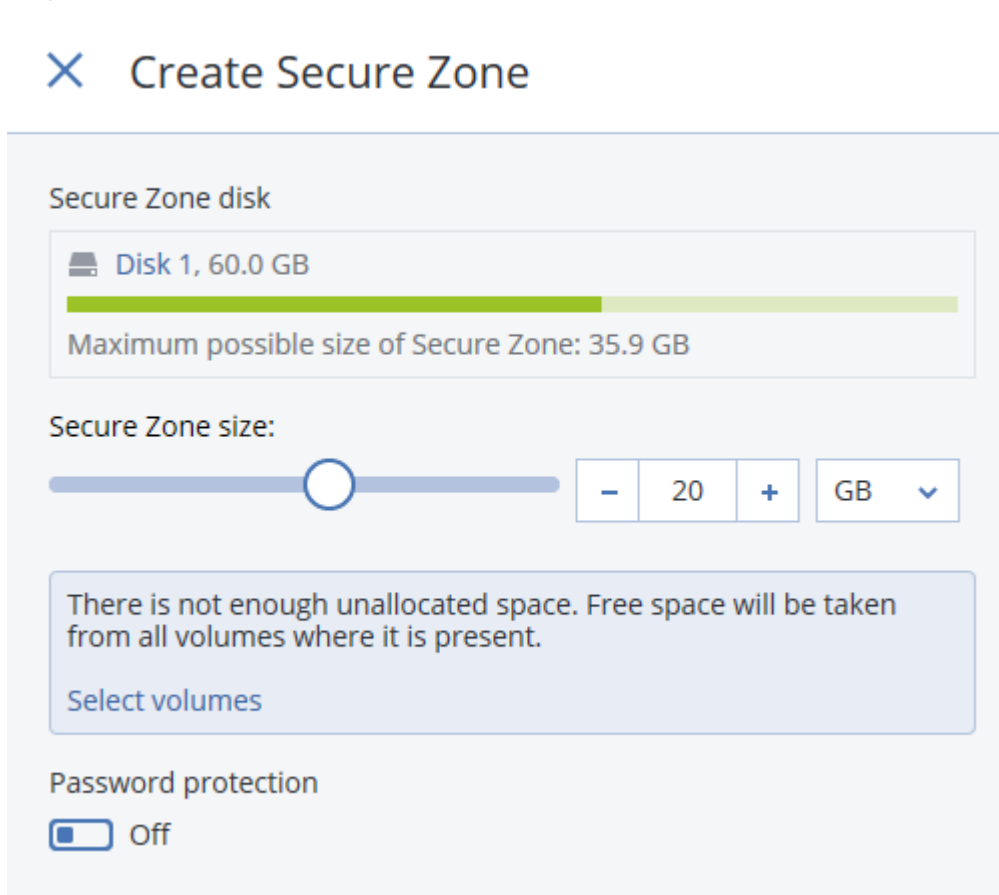 Create Secure Zone
Secure Zone disk
Disk 1, 60.0 GB
Maximum possible size of Secure Zone: 35.9 GB
Secure Zone size:
− 20 + GB
There is not enough unallocated space. Free space will be taken
from all volumes where it is present.
Select volumes
Password protection
Off